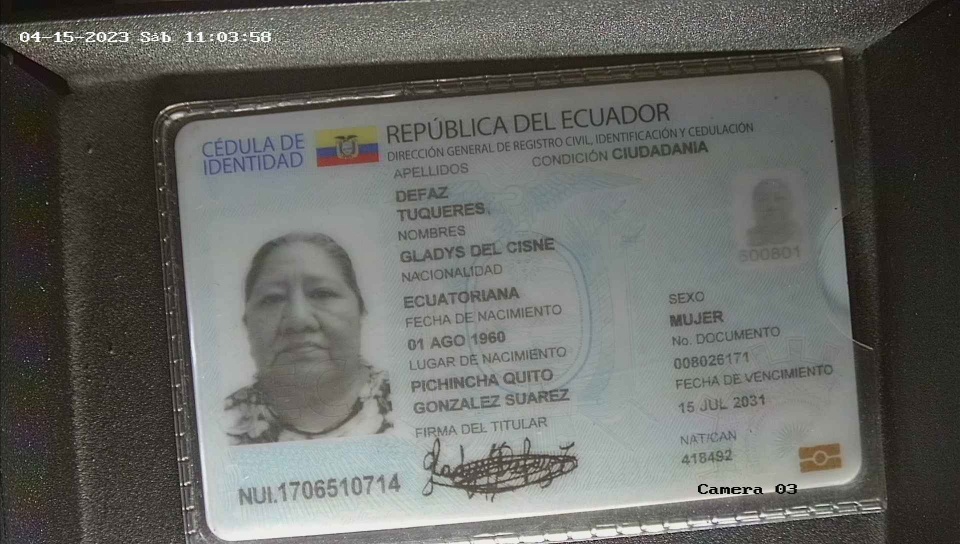 04-15-2023 Sáb 11:03:58
CÉDULA DE
IDENTIDAD
REPÚBLICA DEL ECUADOR
DIRECCIÓN GENERAL DE REGISTRO CIVIL, IDENTIFICACIÓN Y CEDULACIÓN
APELLIDOS
CONDICIÓN CIUDADANIA
DEFAZ
TUQUERES
NOMBRES
GLADYS DEL CISNE
NACIONALIDAD
ECUATORIANA
FECHA DE NACIMIENTO
01 AGO 1960
LUGAR DE NACIMIENTO
PICHINCHA QUITO
GONZALEZ SUAREZ
FIRMA DEL TITULAR
600801
SEXO
MUJER
No. DOCUMENTO
008026171
FECHA DE VENCIMIENTO
15 JUL 2031
NAT/CAN
418492
NUI.1706510714
Camera 03